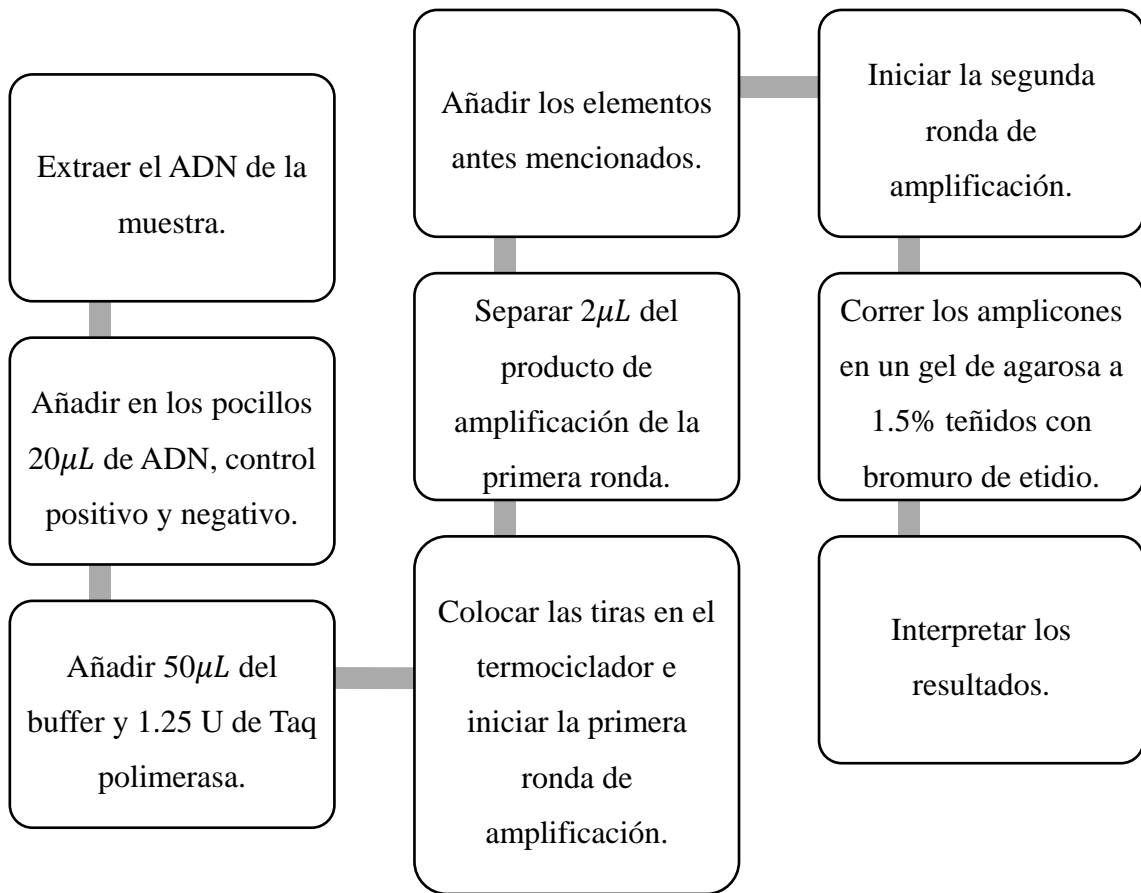 Extraer el ADN de la
muestra.
Añadir en los pocillos
20μL de ADN, control
positivo y negativo.
Añadir 50μL del
buffer y 1.25 U de Taq
polimerasa.
Colocar las tiras en el
termociclador e
iniciar la primera
ronda de
amplificación.
Separar 2μL del
producto de
amplificación de la
primera ronda.
Añadir los elementos
antes mencionados.
Iniciar la segunda
ronda de
amplificación.
Correr los amplicones
en un gel de agarosa a
1.5% teñidos con
bromuro de etidio.
Interpretar los
resultados.